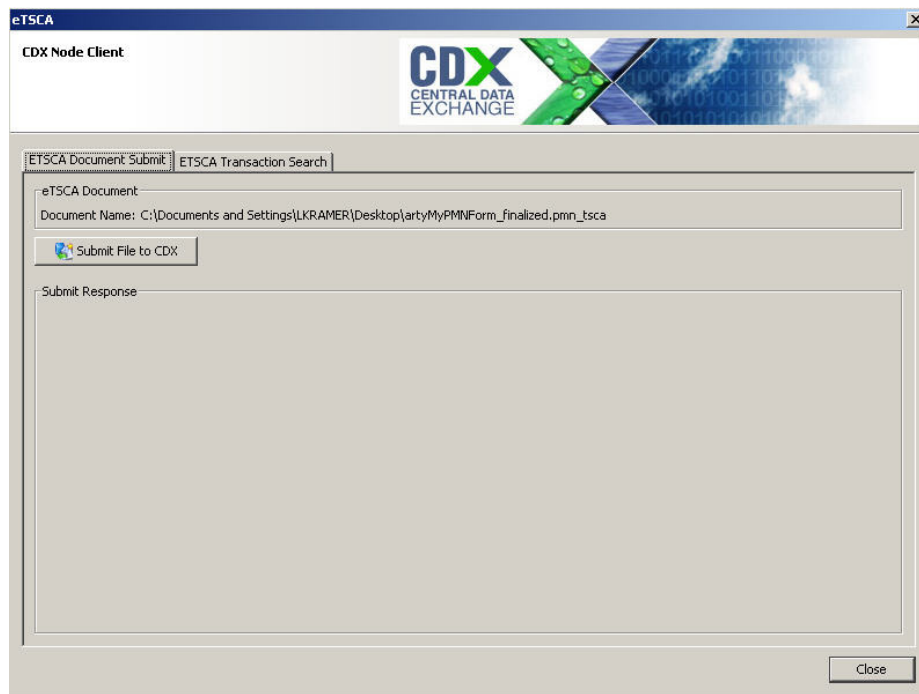 eTSCA
CDX Node Client
CDX
CENTRAL DATA
EXCHANGE
ETSCA Document Submit
ETSCA Transaction Search
eTSCA Document
Document Name: C:\Documents and Settings\LKRAMER\Desktop\artyMyPMNForm_finalized.pmn_tsca
Submit File to CDX
Submit Response
Close